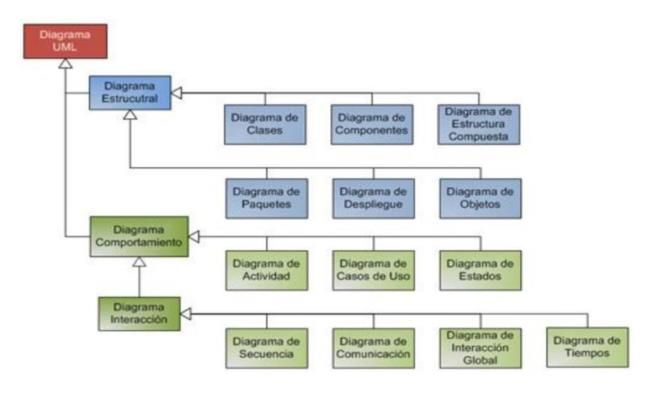 Diagrama
UML
Diagrama
Estrucutral
Diagrama de
Clases
Diagrama de
Componentes
Diagrama de
Estructura
Compuesta
Diagrama de
Paquetes
Diagrama de
Despliegue
Diagrama de
Objetos
Diagrama
Comportamiento
Diagrama de
Actividad
Diagrama de
Casos de Uso
Diagrama de
Estados
Diagrama
Interacción
Diagrama de
Secuencia
Diagrama de
Comunicación
Diagrama de
Interacción
Global
Diagrama de
Tiempos